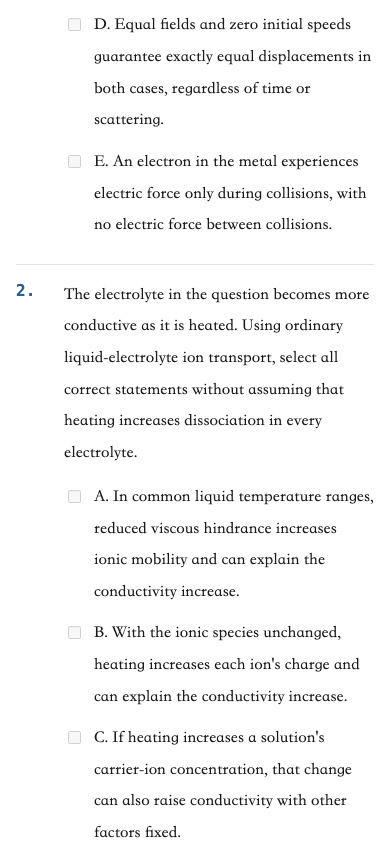 D. Equal fields and zero initial speeds
guarantee exactly equal displacements in
both cases, regardless of time or
scattering.
E. An electron in the metal experiences
electric force only during collisions, with
no electric force between collisions.
2. The electrolyte in the question becomes more
conductive as it is heated. Using ordinary
liquid-electrolyte ion transport, select all
correct statements without assuming that
heating increases dissociation in every
electrolyte.
A. In common liquid temperature ranges,
reduced viscous hindrance increases
ionic mobility and can explain the
conductivity increase.
B. With the ionic species unchanged,
heating increases each ion's charge and
can explain the conductivity increase.
C. If heating increases a solution's
carrier-ion concentration, that change
can also raise conductivity with other
factors fixed.